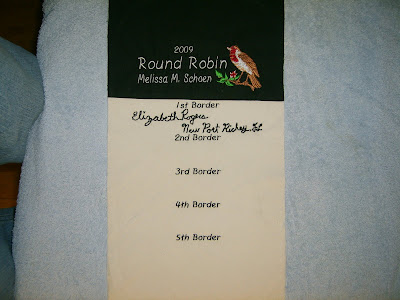 2009
Round Robin
Melissa M. Schoen
1st Border
Elizabeth Rogers
New Port Richey, FL
2nd Border
3rd Border
4th Border
5th Border